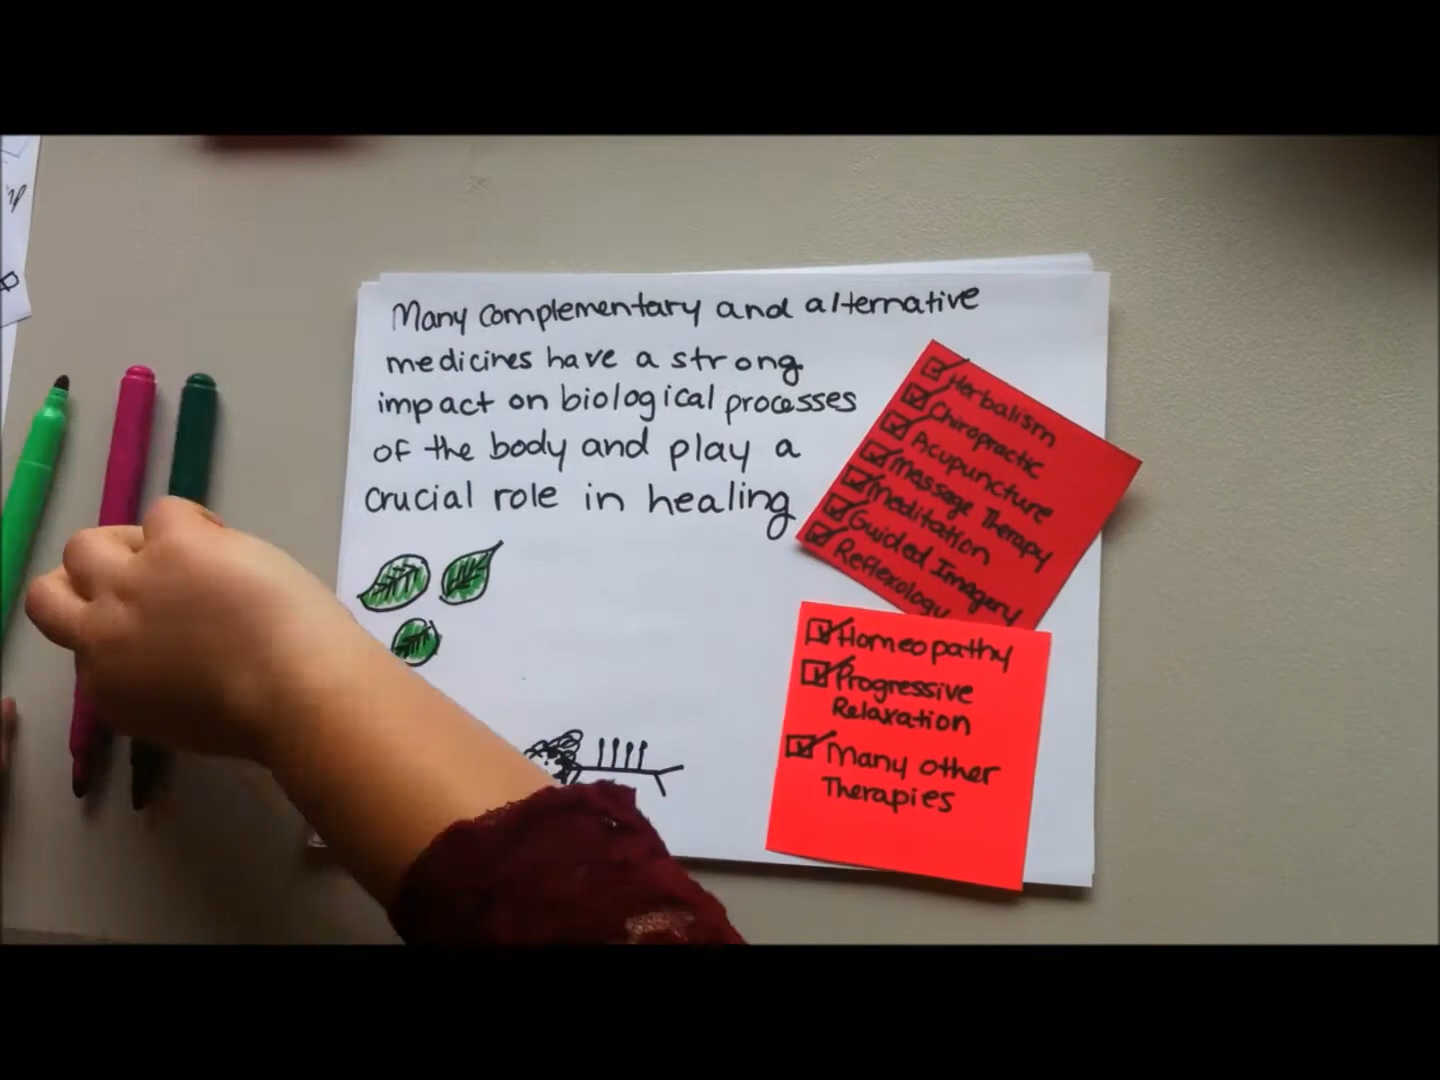 Many complementary and alternative
medicines have a strong
impact on biological processes
of the body and play a
crucial role in healing
Herbalism
Chiropractic
Acupuncture
Massage Therapy
Meditation
Guided Imagery
Reflexology
Homeopathy
Progressive
Relaxation
Many other
Therapies